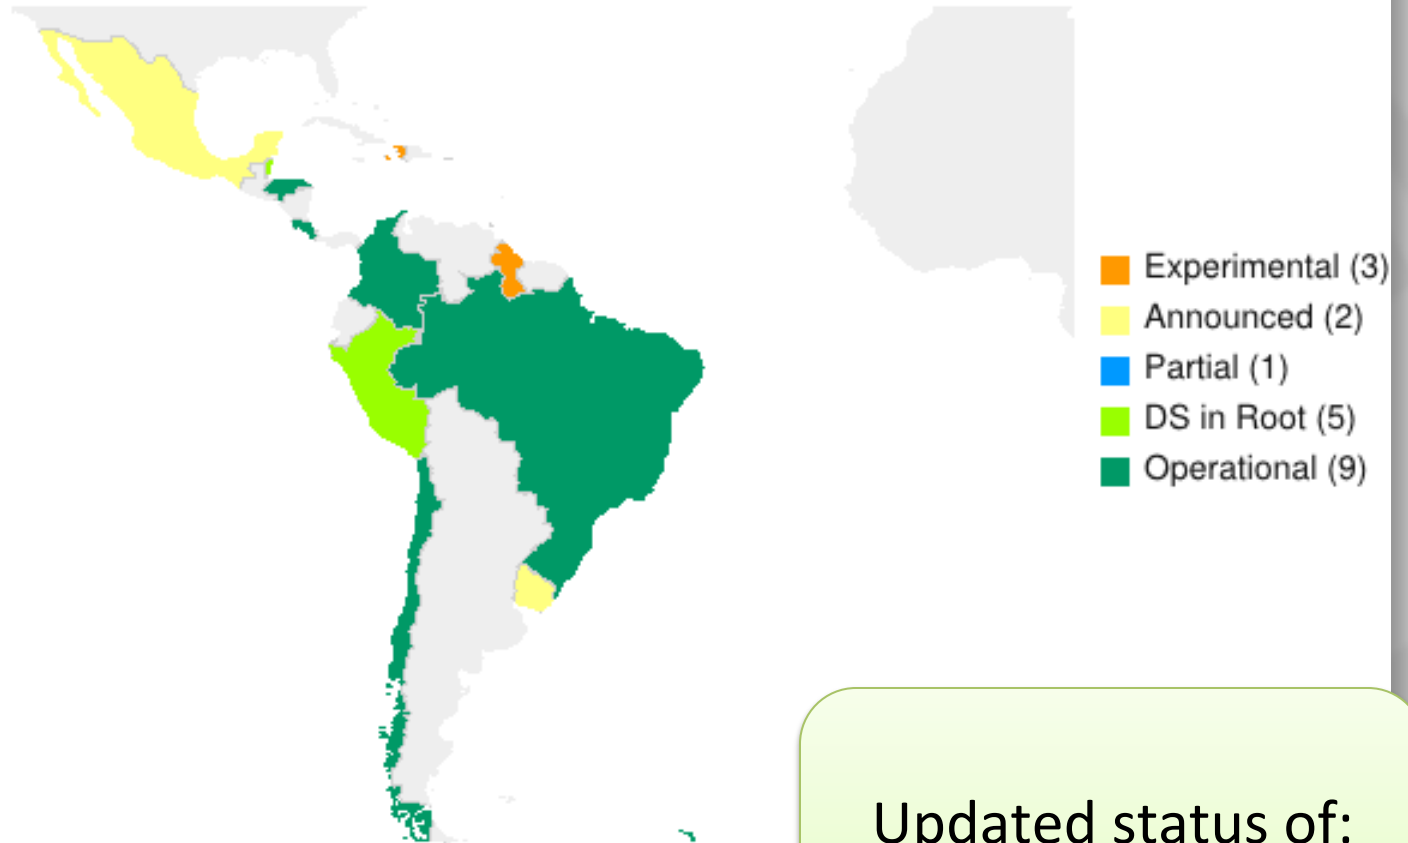 Experimental (3)
Announced (2)
Partial (1)
DS in Root (5)
Operational (9)
Updated status of: